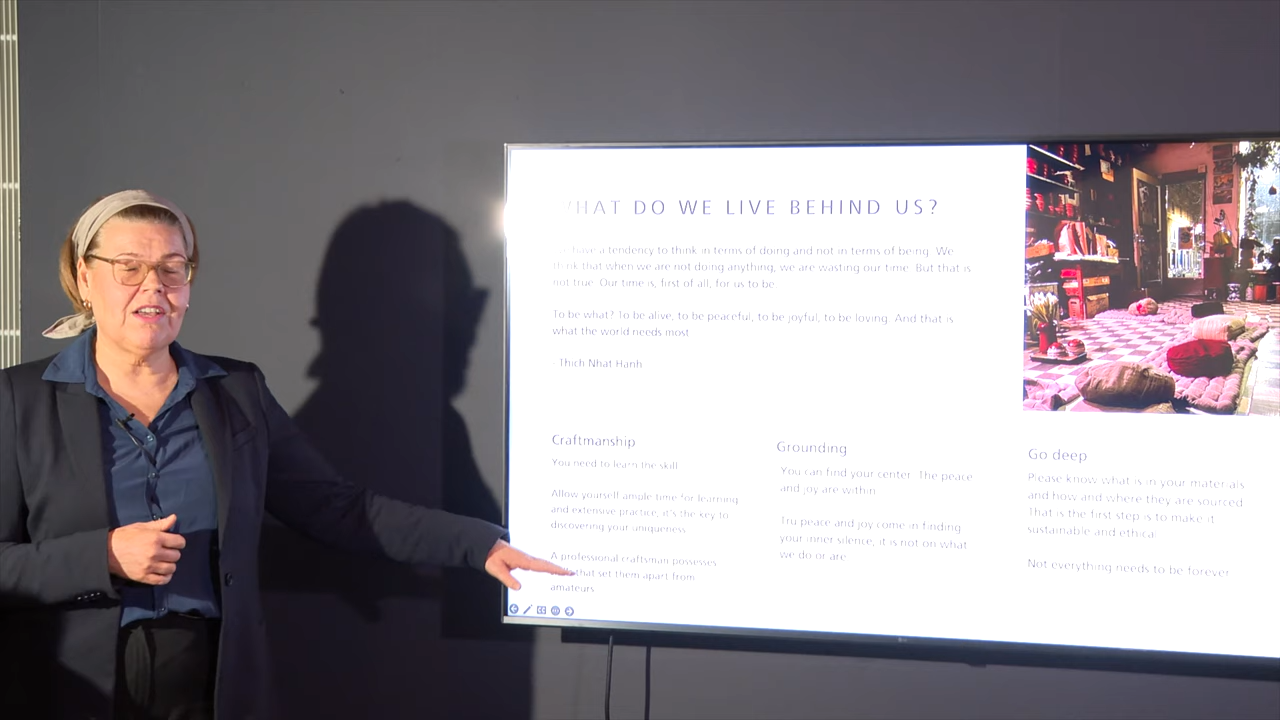 WHAT DO WE LIVE BEHIND US?
have a tendency to think in terms of doing and not in terms of being. We
think that when we are not doing anything, we are wasting our time. But that is
not true. Our time is, first of all, for us to be.
To be what? To be alive, to be peaceful, to be joyful, to be loving. And that is
what the world needs most.
- Thich Nhat Hanh
Craftmanship
You need to learn the skill.
Allow yourself ample time for learning
and extensive practice, it's the key to
discovering your uniqueness.
A professional craftsman possesses
that set them apart from
amateurs.
Grounding
You can find your center. The peace
and joy are within.
Tru peace and joy come in finding
your inner silence, it is not on what
we do or are.
Go deep
Please know what is in your materials
and how and where they are sourced.
That is the first step is to make it
sustainable and ethical.
Not everything needs to be forever.